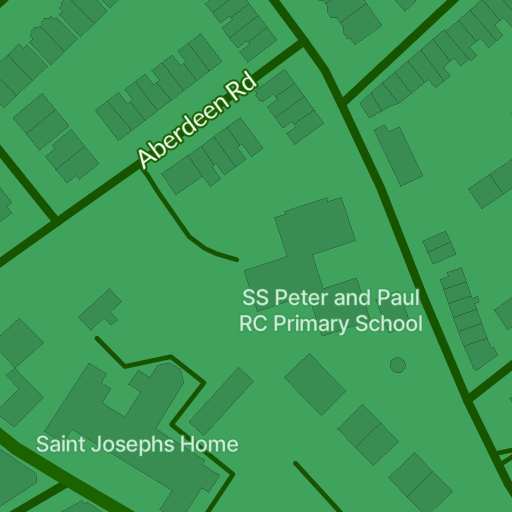 Aberdeen Rd
SS Peter and Paul
RC Primary School
Saint Josephs Home